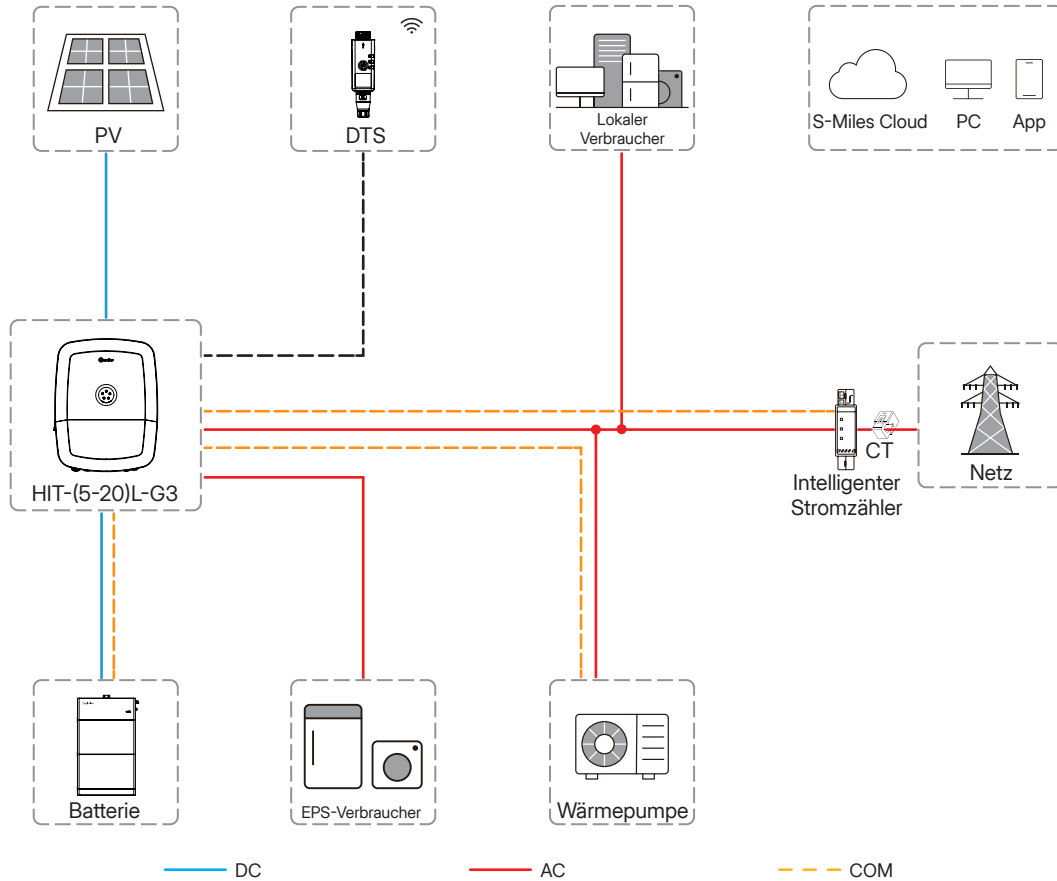 PV
DTS
Lokaler
Verbraucher
S-Miles Cloud
PC
App
HIT-(5-20)L-G3
CT
Intelligenter
Stromzähler
Netz
Batterie
EPS-Verbraucher
Wärmepumpe
DC
AC
COM